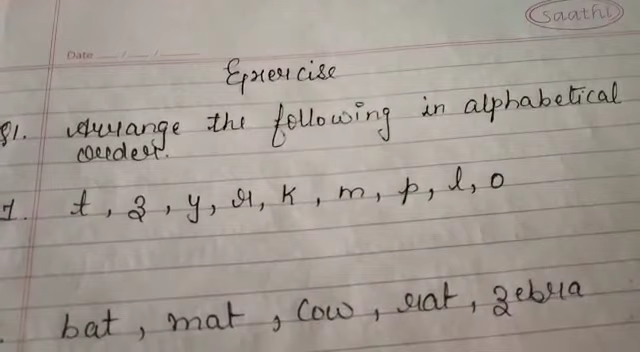 Saathi
Date
Exercise
Q1. Arrange the following in alphabetical
order.
1. t, z, y, r, k, m, p, l, o
bat, mat, cow, rat, zebra